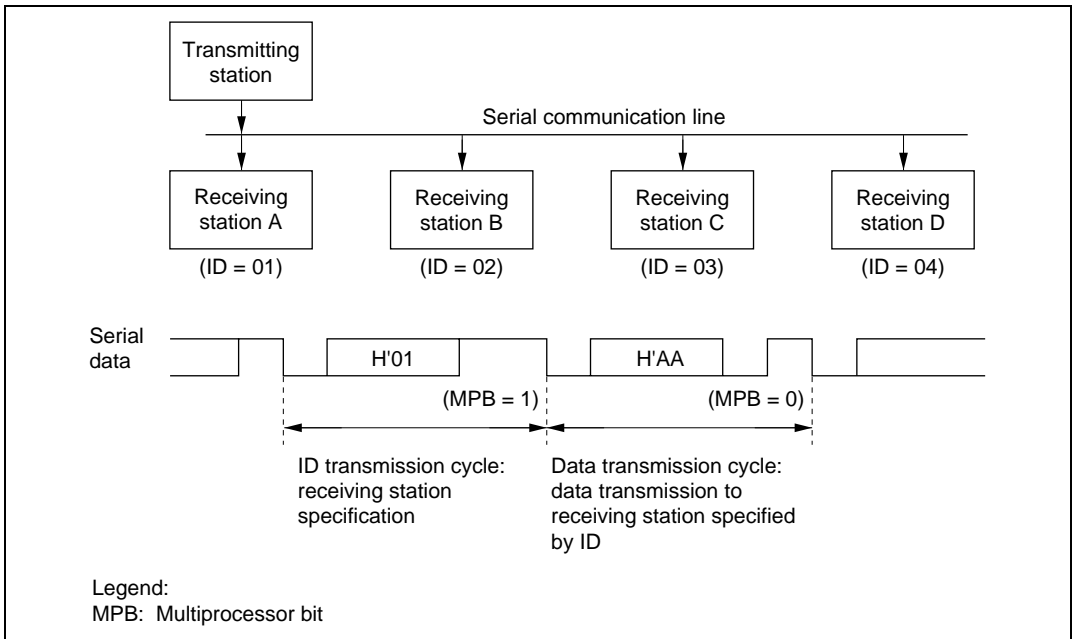 Transmitting
station
Serial communication line
Receiving
station A
Receiving
station B
Receiving
station C
Receiving
station D
(ID = 01)
(ID = 02)
(ID = 03)
(ID = 04)
Serial
data
H'01
H'AA
(MPB = 1)
(MPB = 0)
ID transmission cycle:
receiving station
specification
Data transmission cycle:
data transmission to
receiving station specified
by ID
Legend:
MPB: Multiprocessor bit